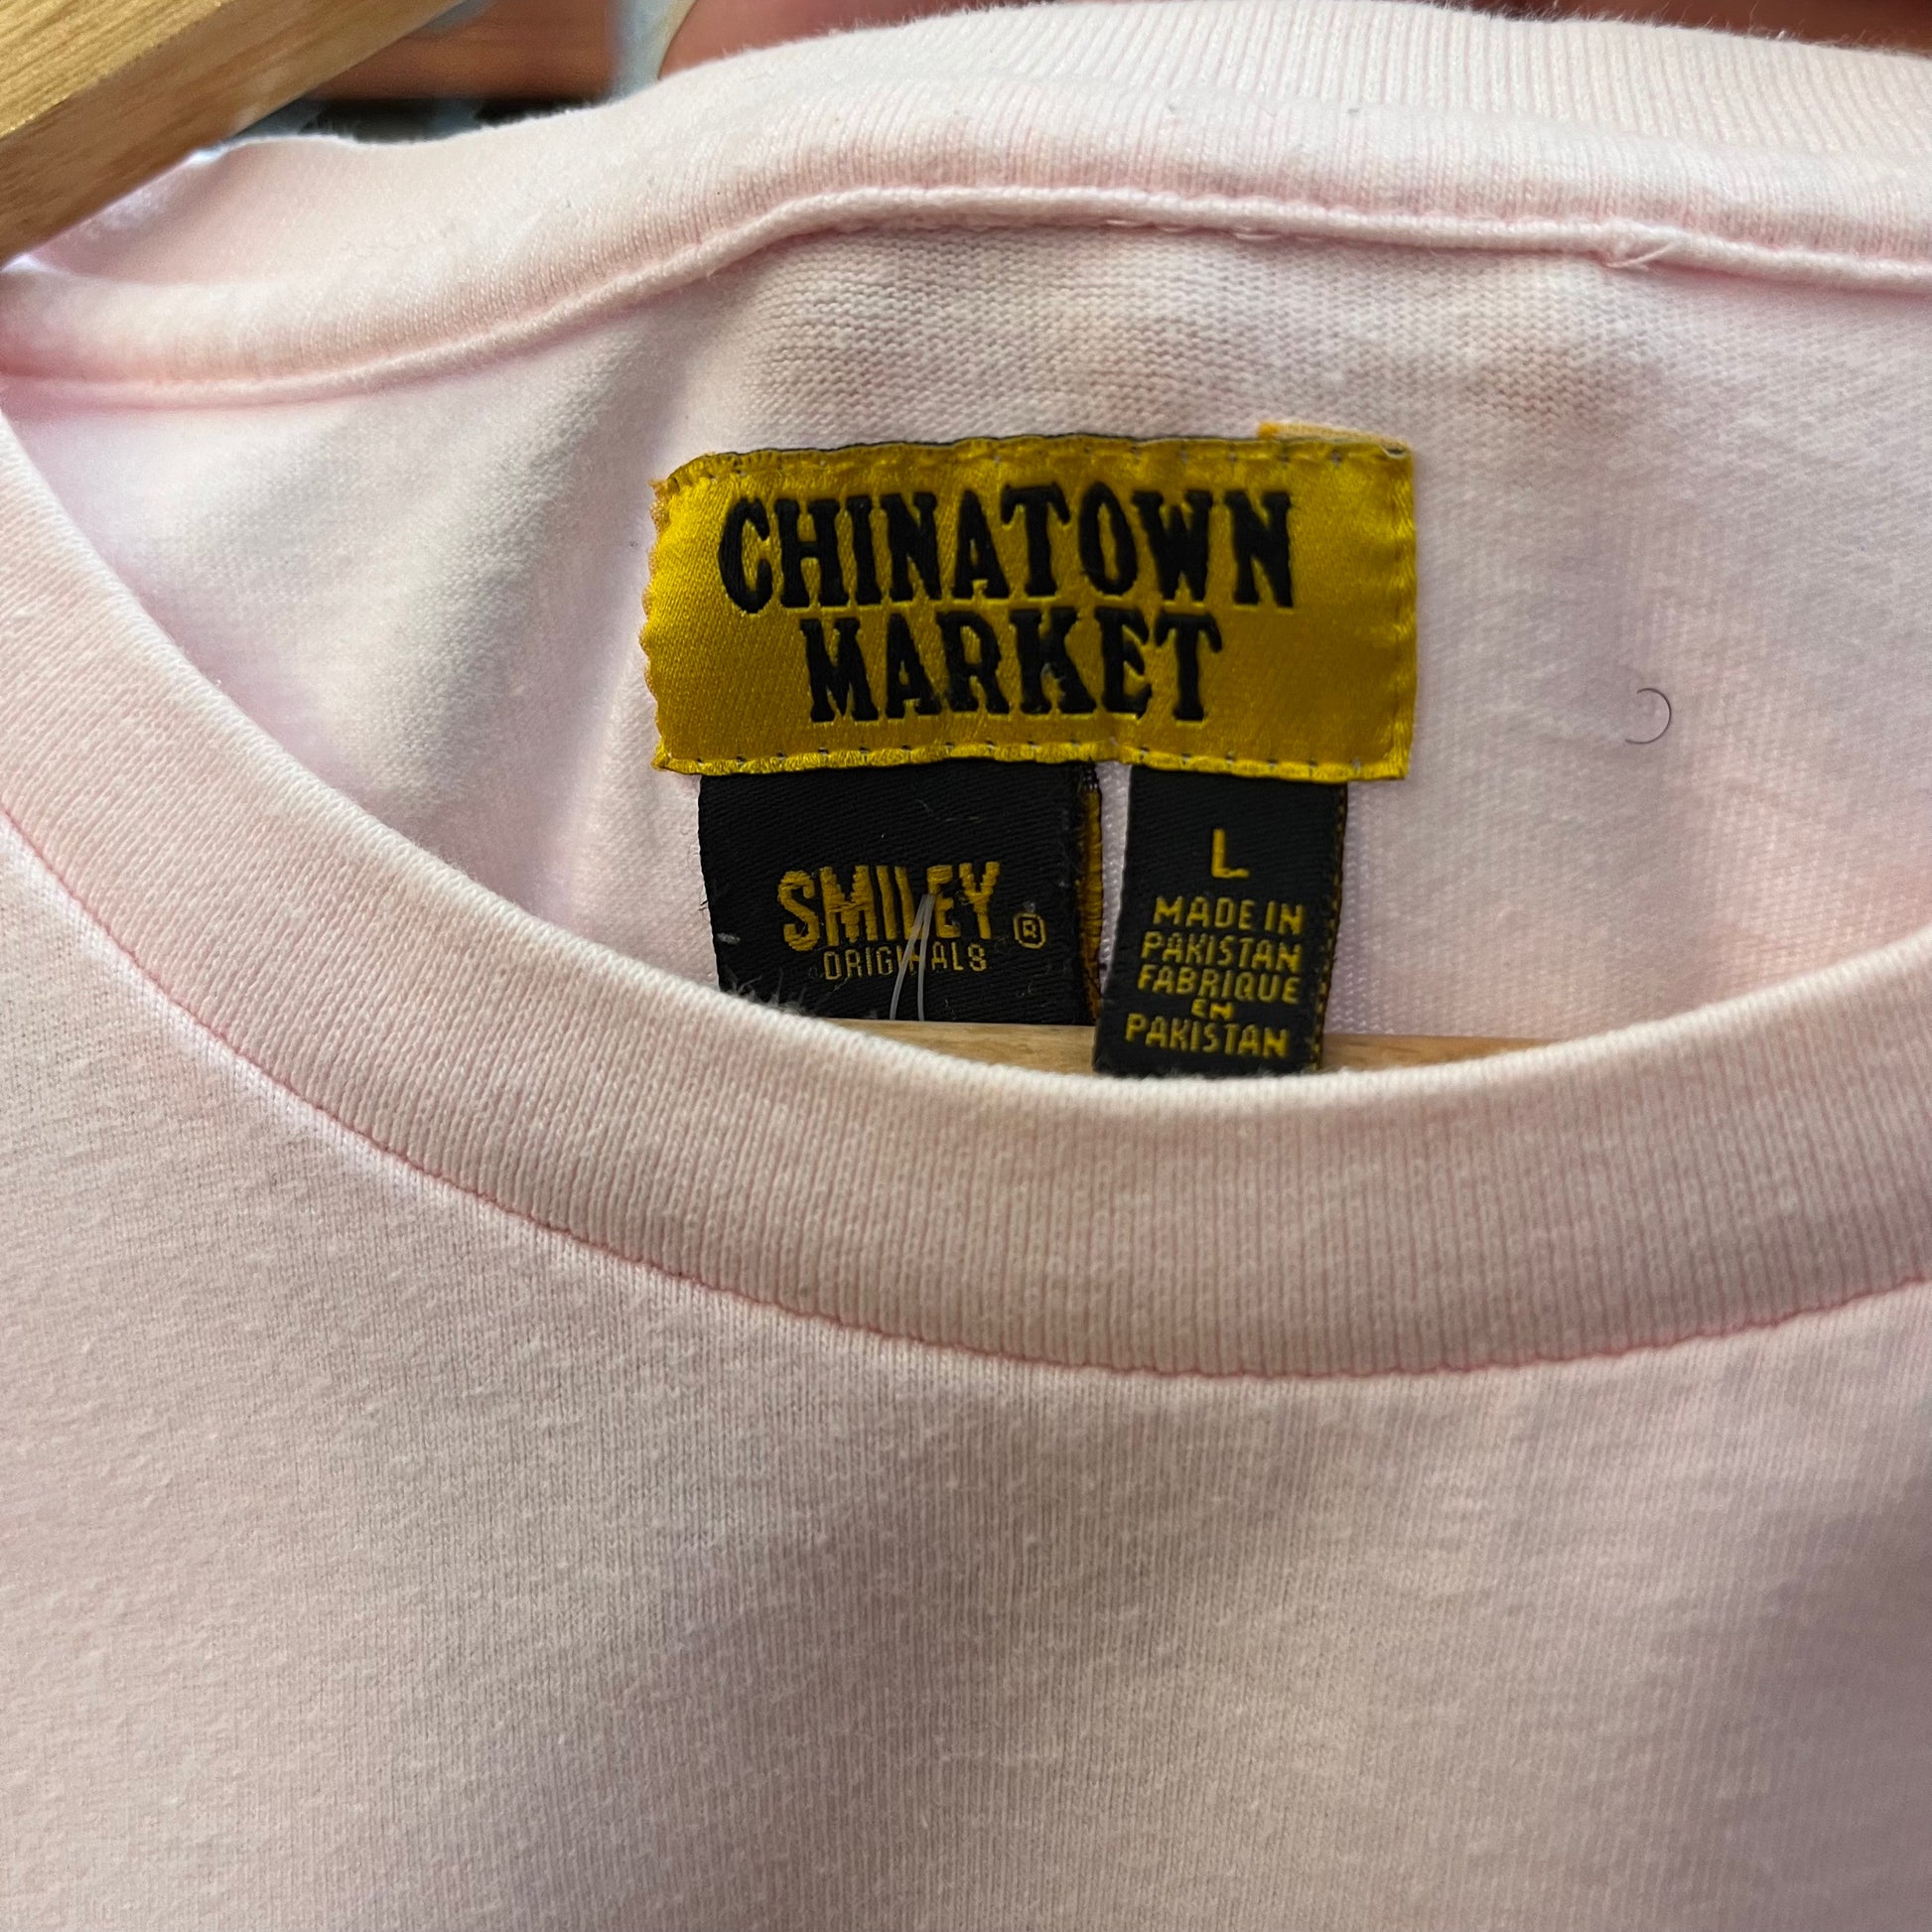 CHINATOWN
MARKET
SMILEY ®
ORIGINALS
L
MADE IN
PAKISTAN
FABRIQUE
EN
PAKISTAN